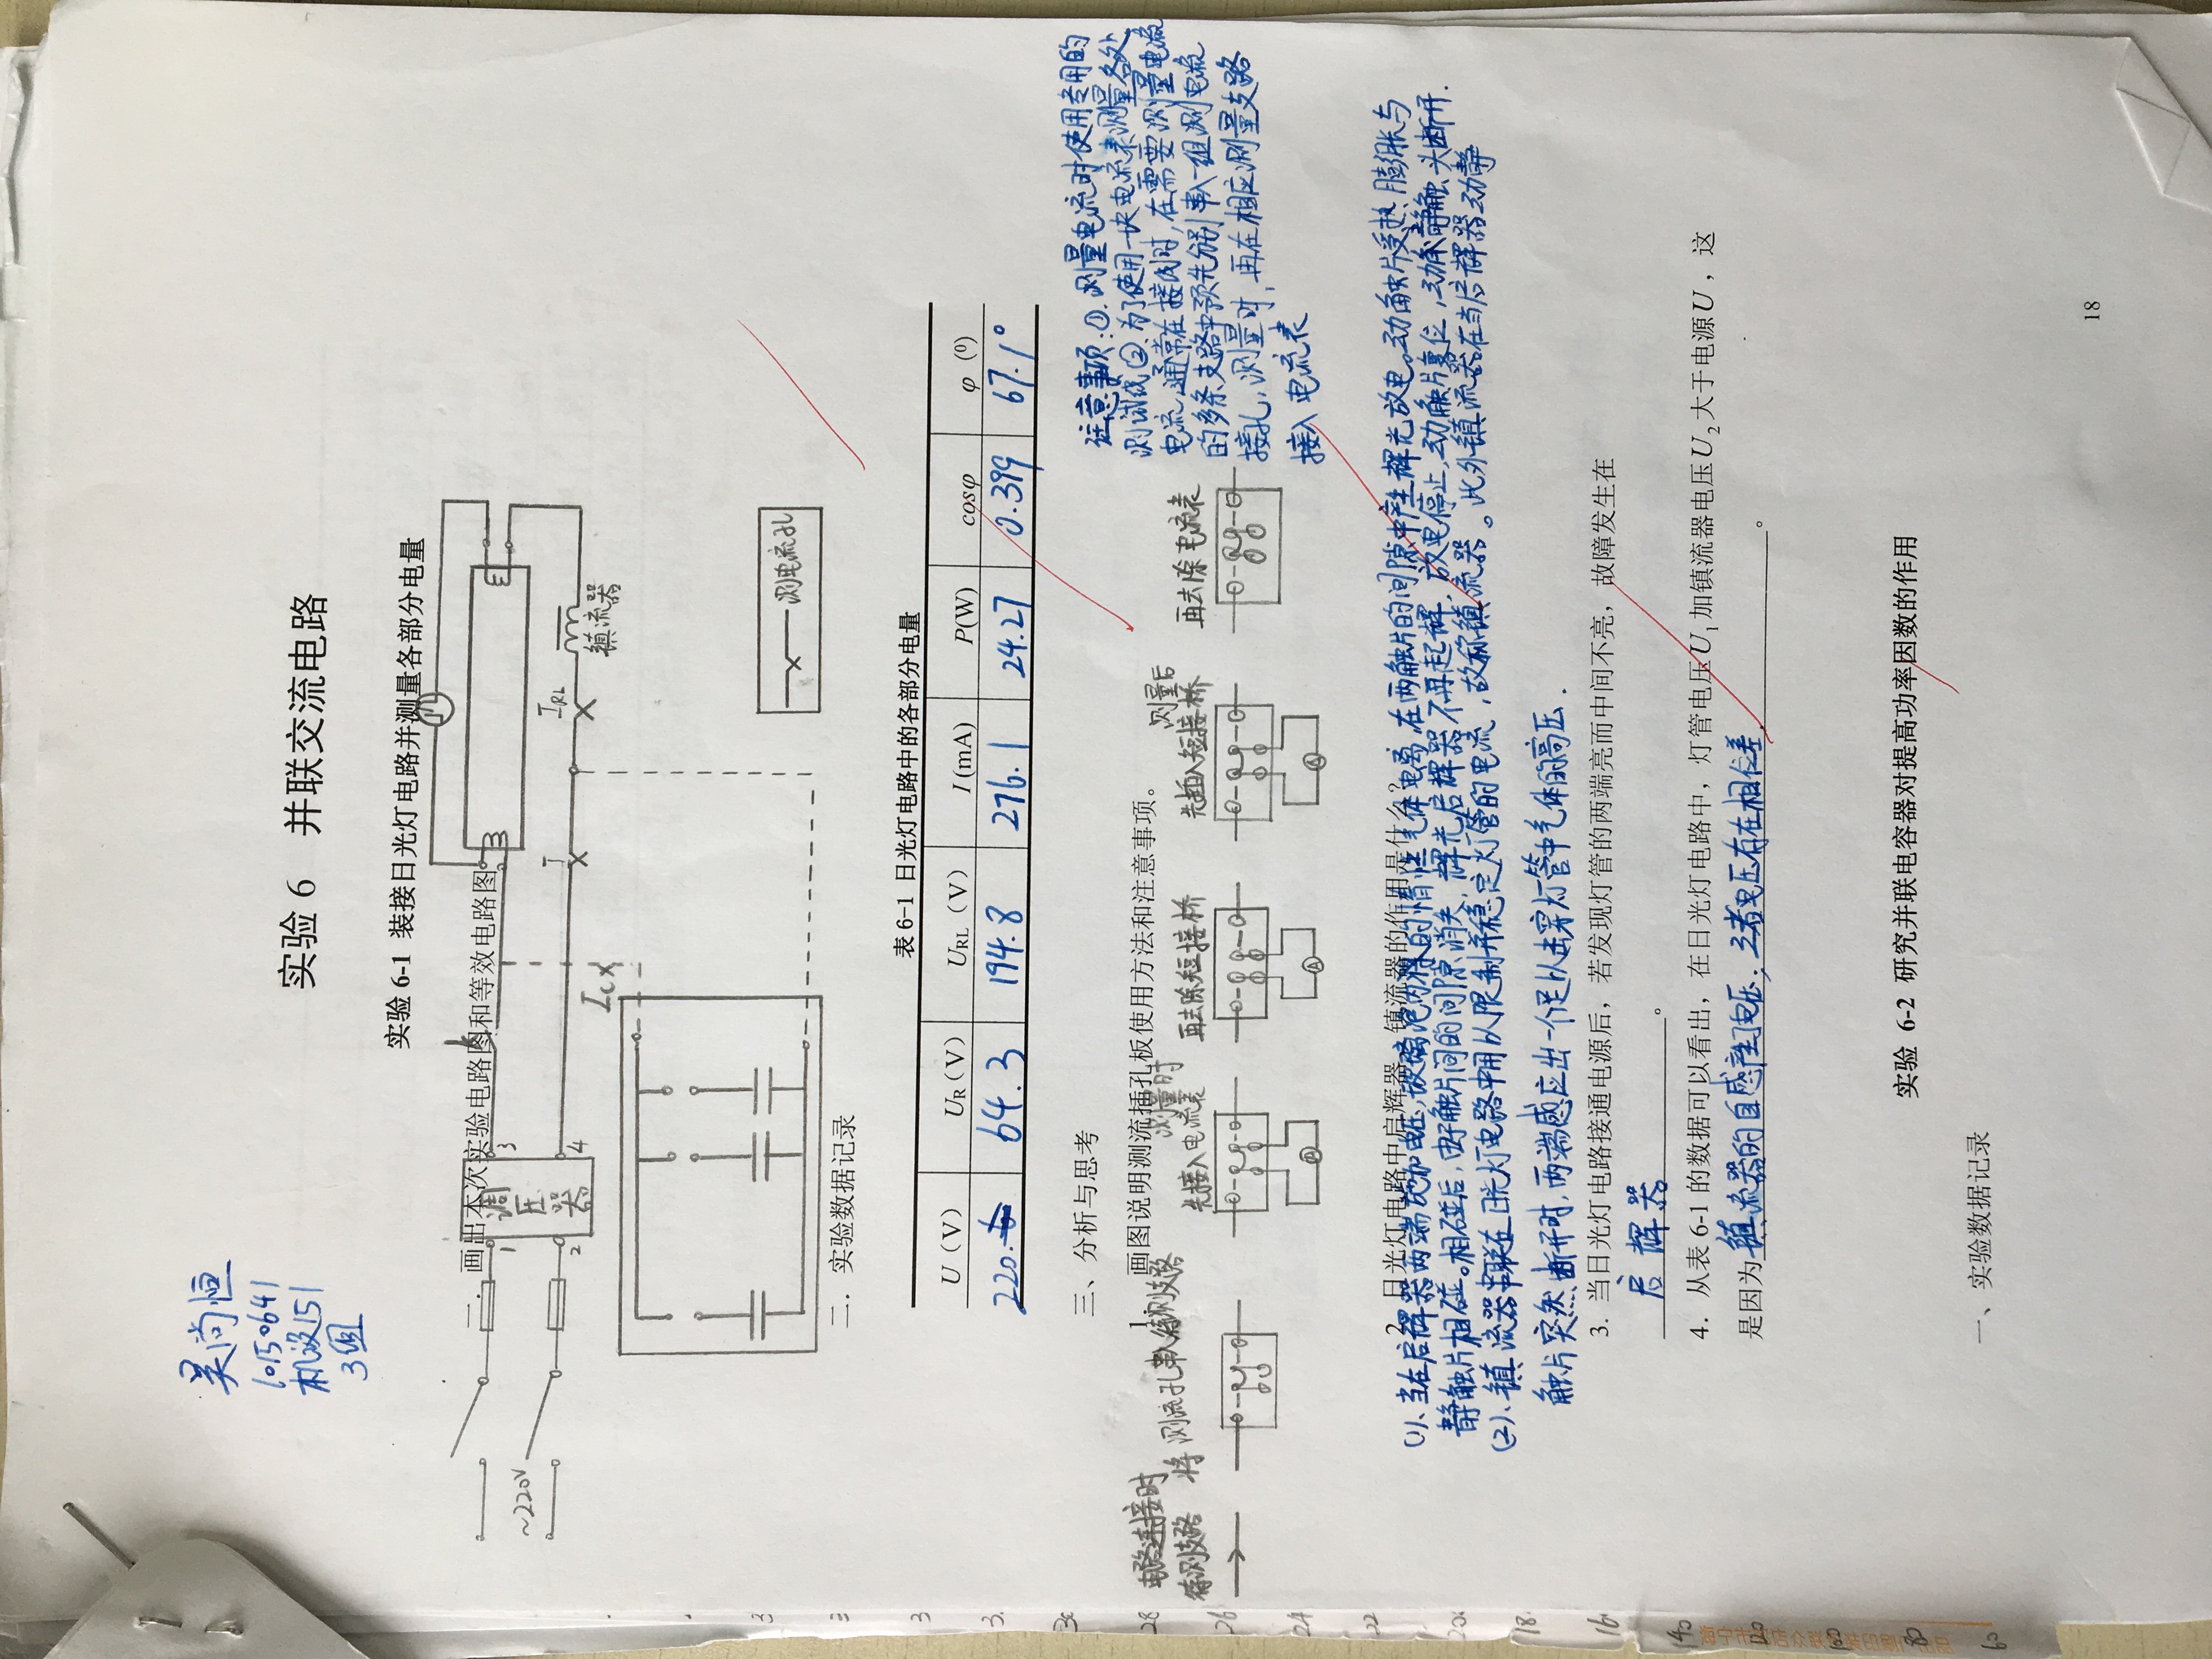 吴尚恒
10150641
机设151
3组
实验 6 并联交流电路
实验 6-1 装接日光灯电路并测量各部分电量
一．画出本次实验电路图和等效电路图
~220V
1
2
调压器
3
4
k
I
I_RL
镇流器
I_C
测电流孔
二．实验数据记录
表 6-1 日光灯电路中的各部分电量
U（V） U_R（V） U_RL（V） I (mA) P(W) cosφ φ (⁰)
220. 64.3 194.8 276.1 24.27 0.399 67.1°
三、分析与思考
1. 画图说明测流插孔板使用方法和注意事项。
电路连接时
待测支路
将测流孔串入待测支路
测量时
先接入电流表
再去除短接桥
测量后
先插入短接桥
再去除电流表
A
A
A
注意事项:①.测量电流时使用专用的
测试线②.为了使用一块电流表测量各处
电流,通常在接线时,在需要测量电流
的多条支路中预先分别串入一组测电流
接孔,测量时,再在相应测量支路
接入电流表
2. 日光灯电路中启辉器、镇流器的作用是什么？
(1)、当在启辉器两端施加电压,玻璃泡内稀的惰性气体电离,在两触片的间隙中产生辉光放电。动触片受热膨胀与
静触片相碰。相碰后,由于触片间的间隙消失,辉光启辉器不再起辉,放电停止,动触片复位,动静触头断开.
(2)、镇流器串联在日光灯电路中用以限制并稳定灯管的电流,故称镇流器。此外镇流器在当启辉器动静
触片突然断开时,两端感应出一个足以击穿灯管中气体的高压.
3. 当日光灯电路接通电源后，若发现灯管的两端亮而中间不亮，故障发生在
启辉器 。
4．从表 6-1 的数据可以看出，在日光灯电路中，灯管电压U₁加镇流器电压U₂大于电源U，这
是因为 镇流器的自感产生了电压;三者电压存在相位差. 。
实验 6-2 研究并联电容器对提高功率因数的作用
一、实验数据记录
18
3
3
3
3.
30
28
26
24
22
200
18.
16.
140
120
100
80
60